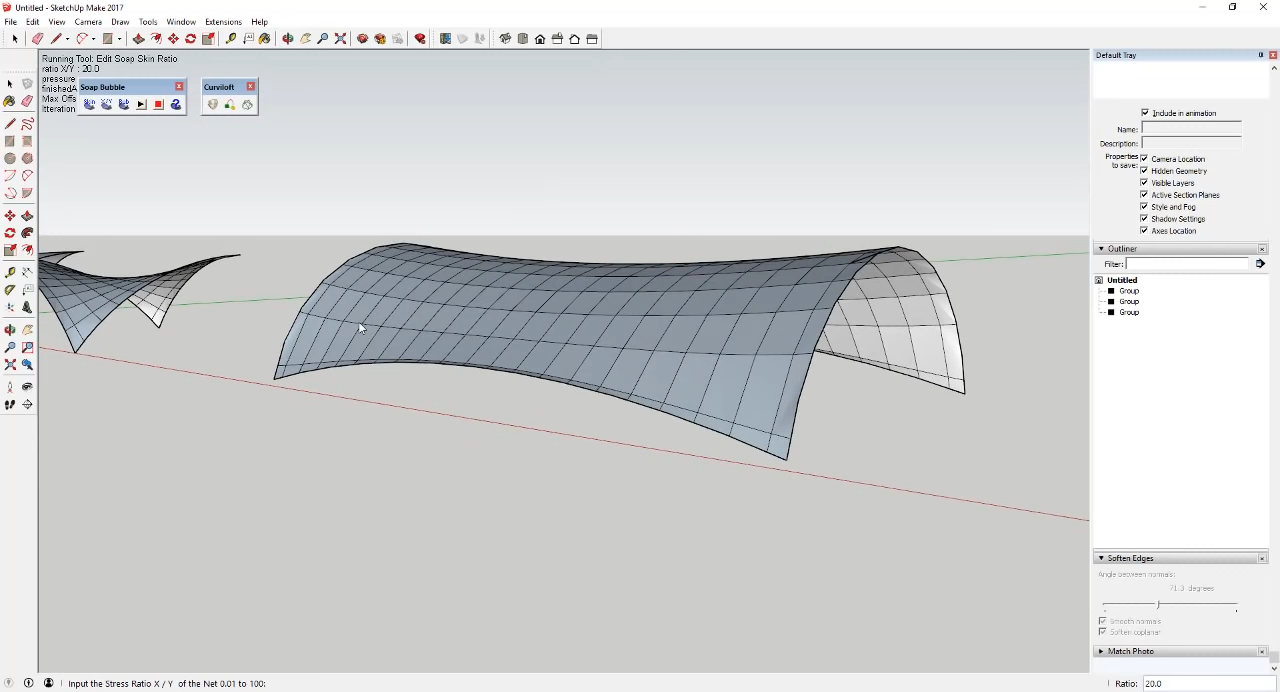 Untitled - SketchUp Make 2017
File Edit View Camera Draw Tools Window Extensions Help
Running Tool: Edit Soap Skin Ratio
ratio X/Y : 20.0
pressure
finishedA
Max Offs
Itteration
Soap Bubble
Skin X/Y Bub
Curviloft
Default Tray
Include in animation
Name:
Description:
Properties to save:
Camera Location
Hidden Geometry
Visible Layers
Active Section Planes
Style and Fog
Shadow Settings
Axes Location
Outliner
Filter:
Untitled
Group
Group
Group
Soften Edges
Angle between normals:
71.3 degrees
Smooth normals
Soften coplanar
Match Photo
Input the Stress Ratio X / Y of the Net 0.01 to 100:
Ratio: 20.0